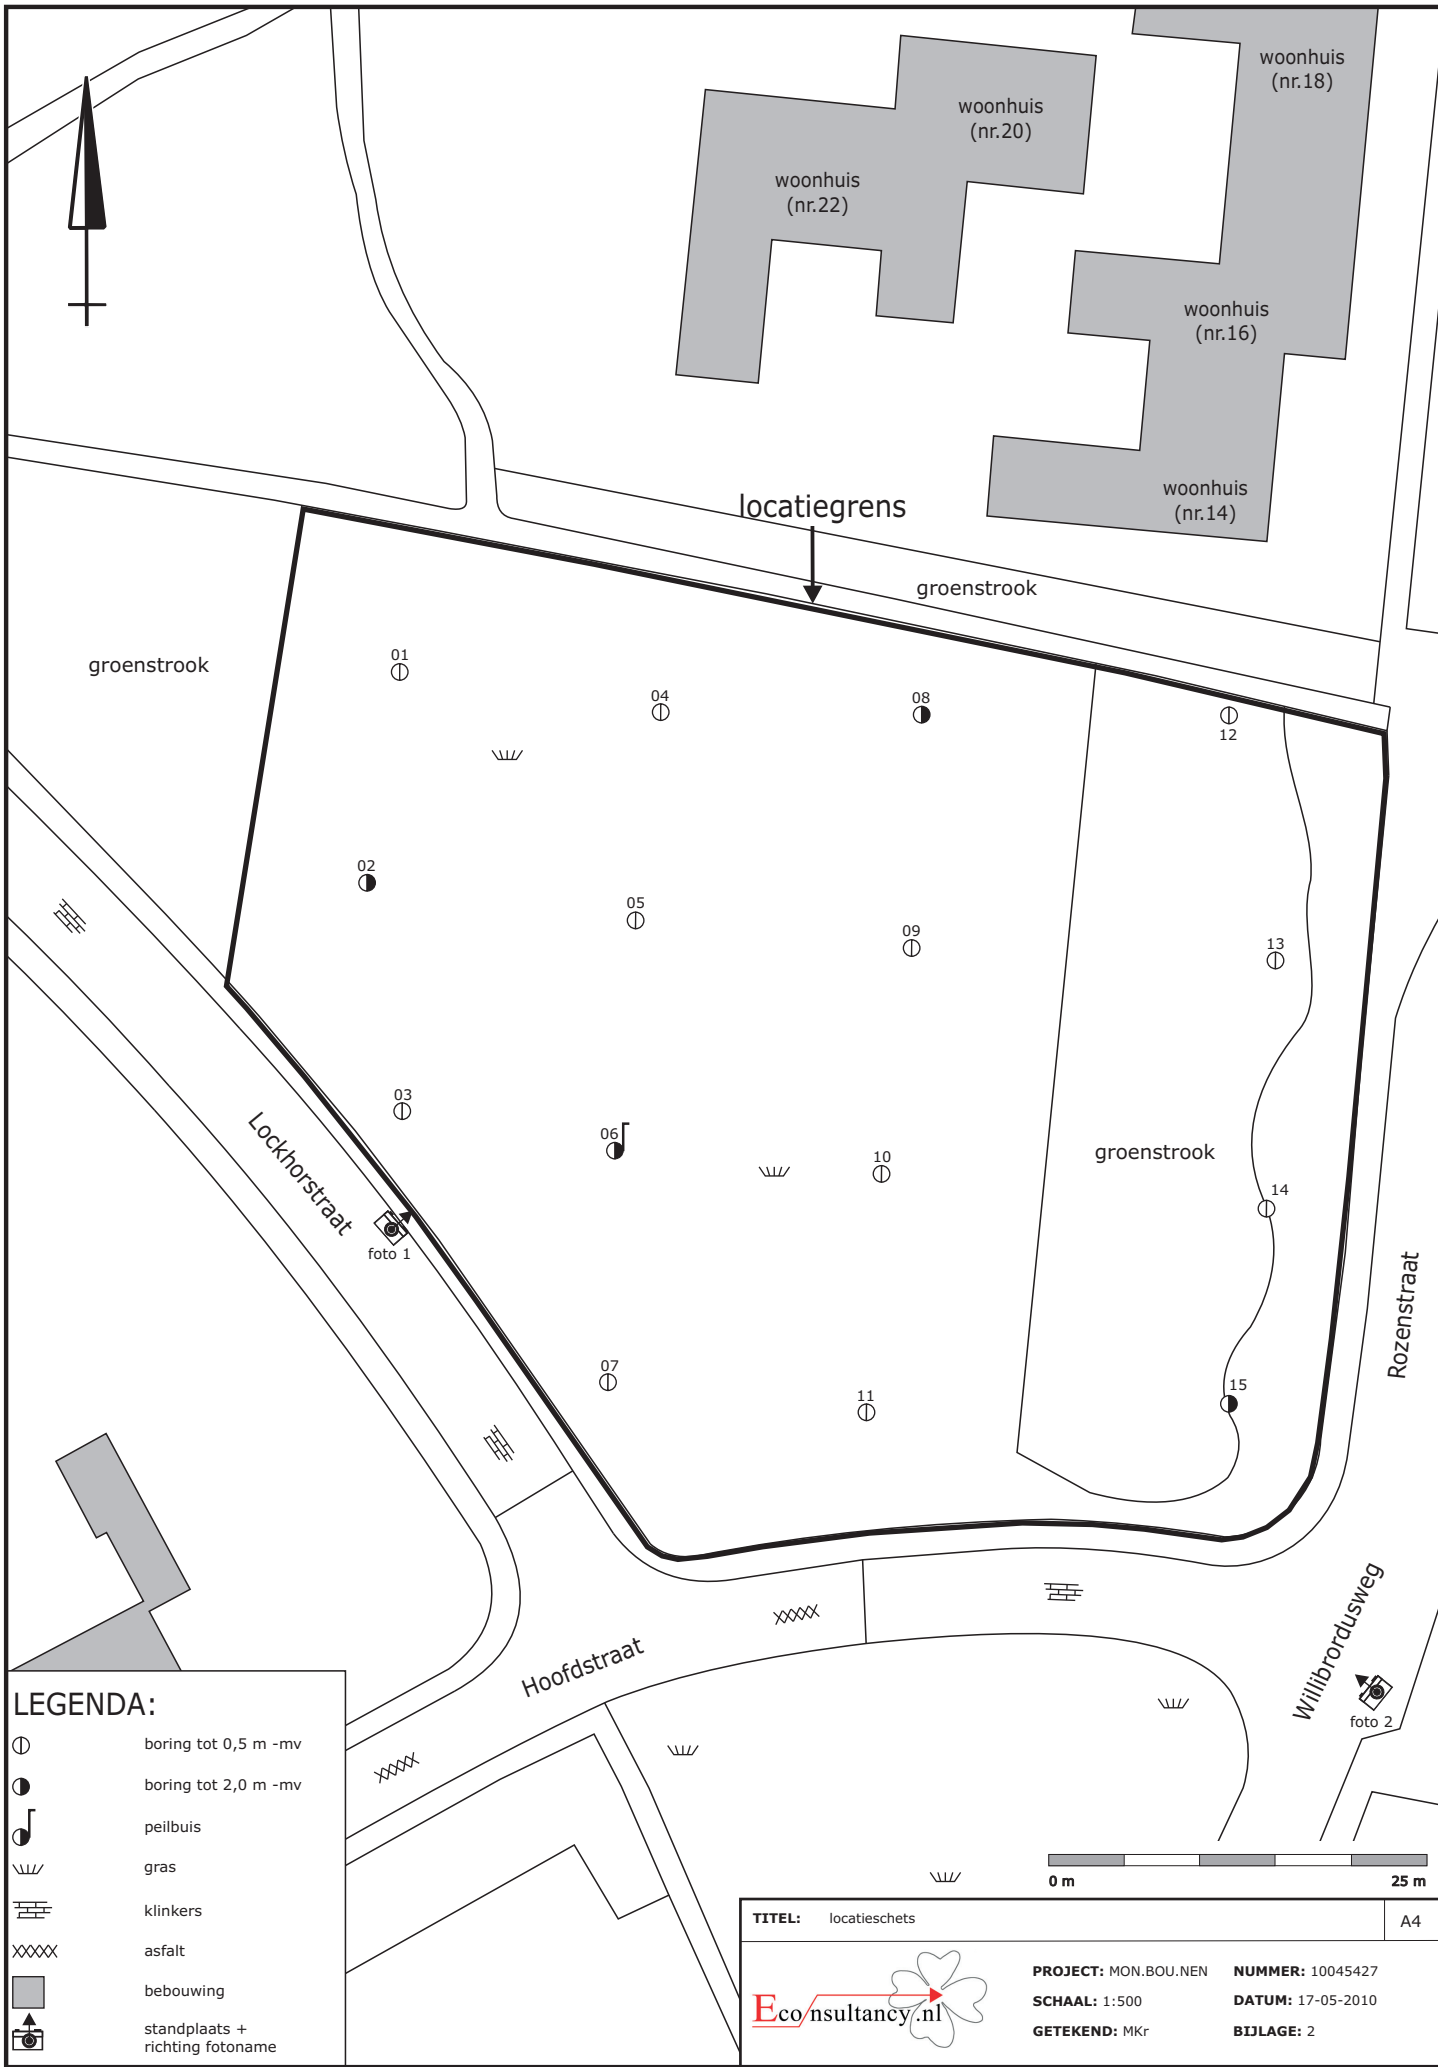 woonhuis
(nr.18)
woonhuis
(nr.20)
woonhuis
(nr.22)
woonhuis
(nr.16)
woonhuis
(nr.14)
locatiegrens
groenstrook
groenstrook
01
04
08
12
02
05
09
13
03
06
10
groenstrook
14
Lockhorstraat
foto 1
Rozenstraat
07
11
15
Hoofdstraat
Willibrordusweg
foto 2
LEGENDA:
boring tot 0,5 m -mv
boring tot 2,0 m -mv
peilbuis
gras
klinkers
asfalt
bebouwing
standplaats +
richting fotoname
0 m 25 m
TITEL: locatieschets A4
Econsultancy.nl
PROJECT: MON.BOU.NEN NUMMER: 10045427
SCHAAL: 1:500 DATUM: 17-05-2010
GETEKEND: MKr BIJLAGE: 2